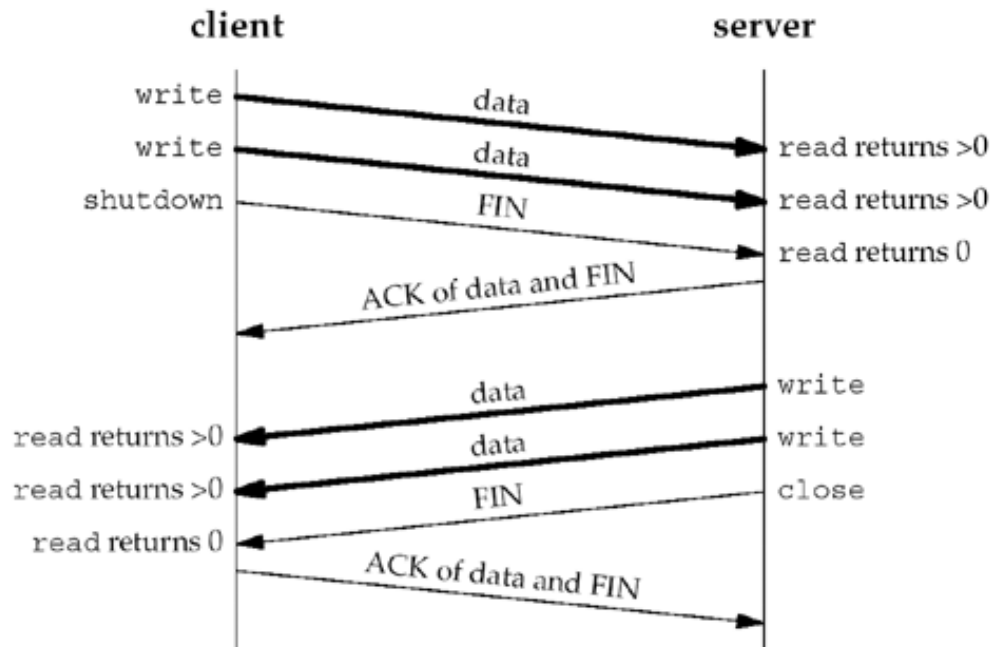 client server
write data
read returns >0
write data
read returns >0
shutdown FIN
read returns 0
ACK of data and FIN
data write
read returns >0
data write
read returns >0
FIN close
read returns 0
ACK of data and FIN